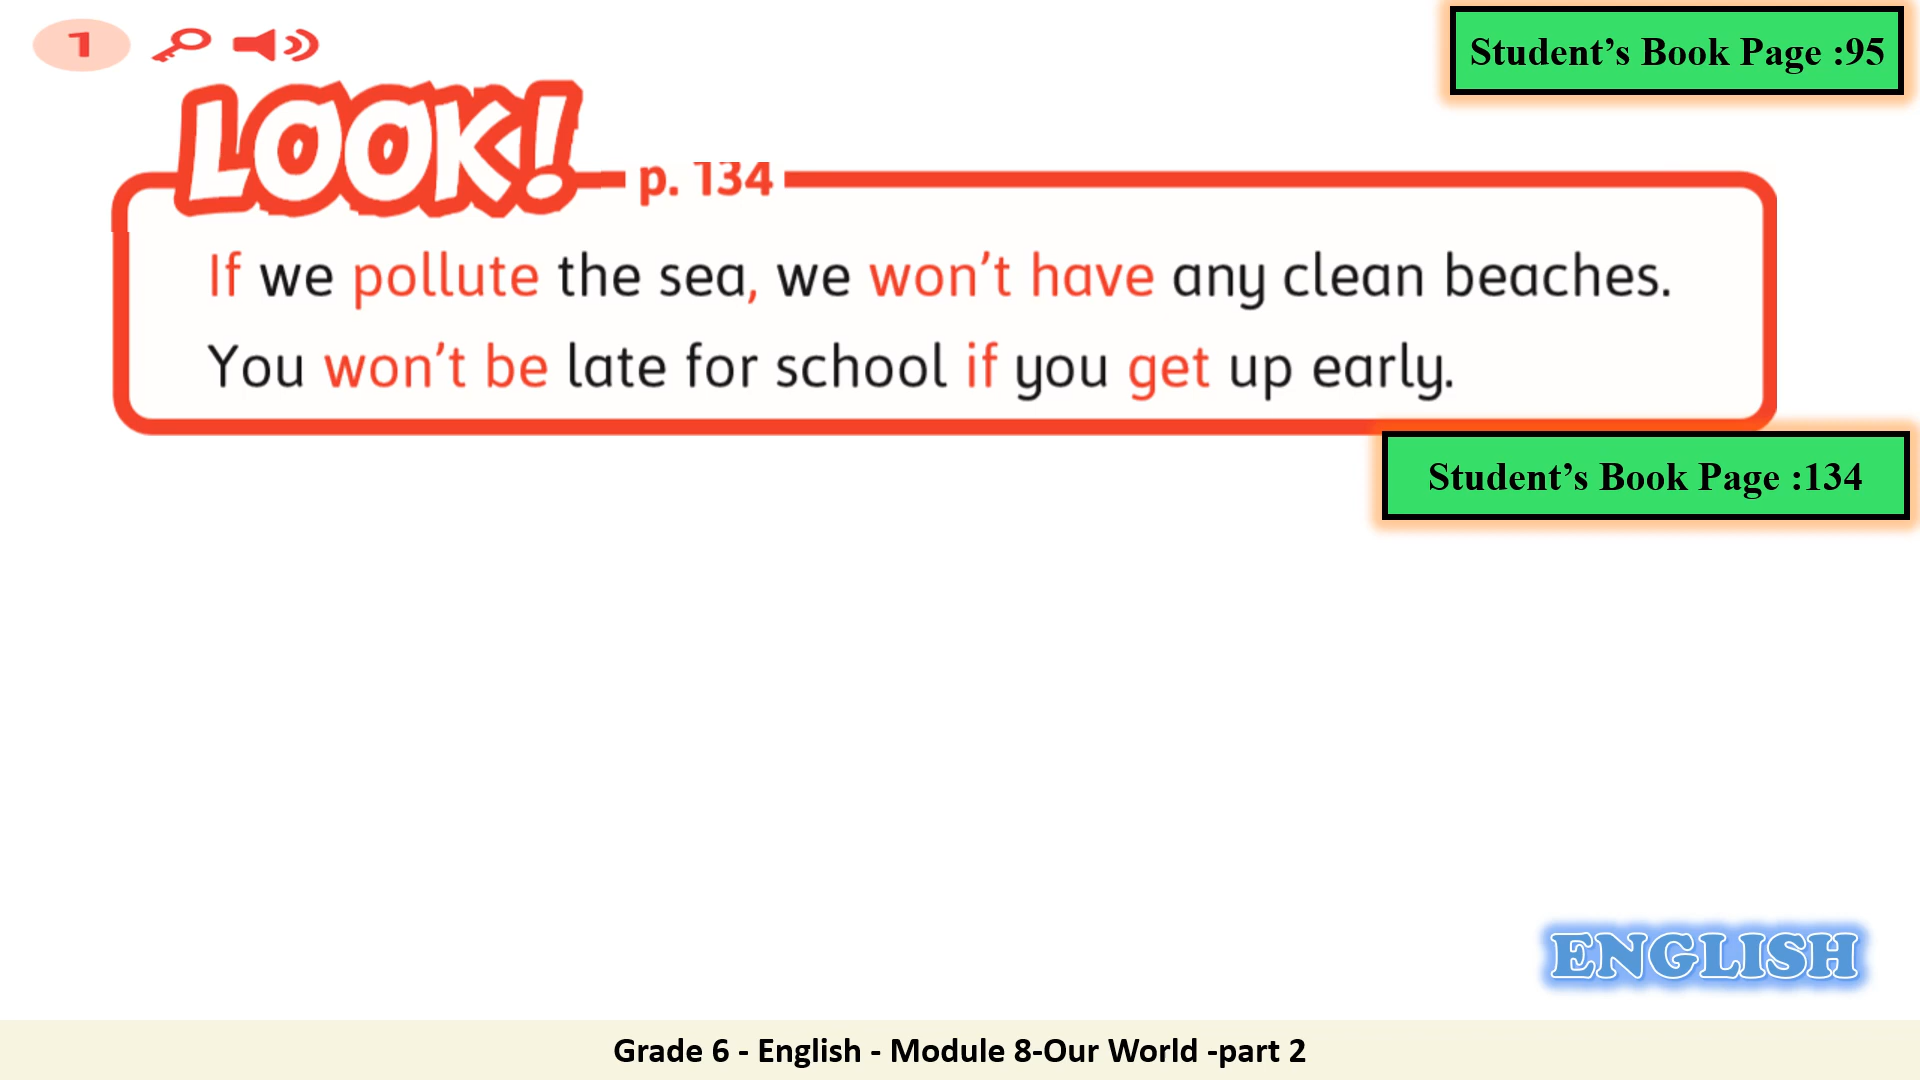 1
Student's Book Page :95
LOOK!
p. 134
If we pollute the sea, we won't have any clean beaches.
You won't be late for school if you get up early.
Student's Book Page :134
ENGLISH
Grade 6 - English - Module 8-Our World -part 2